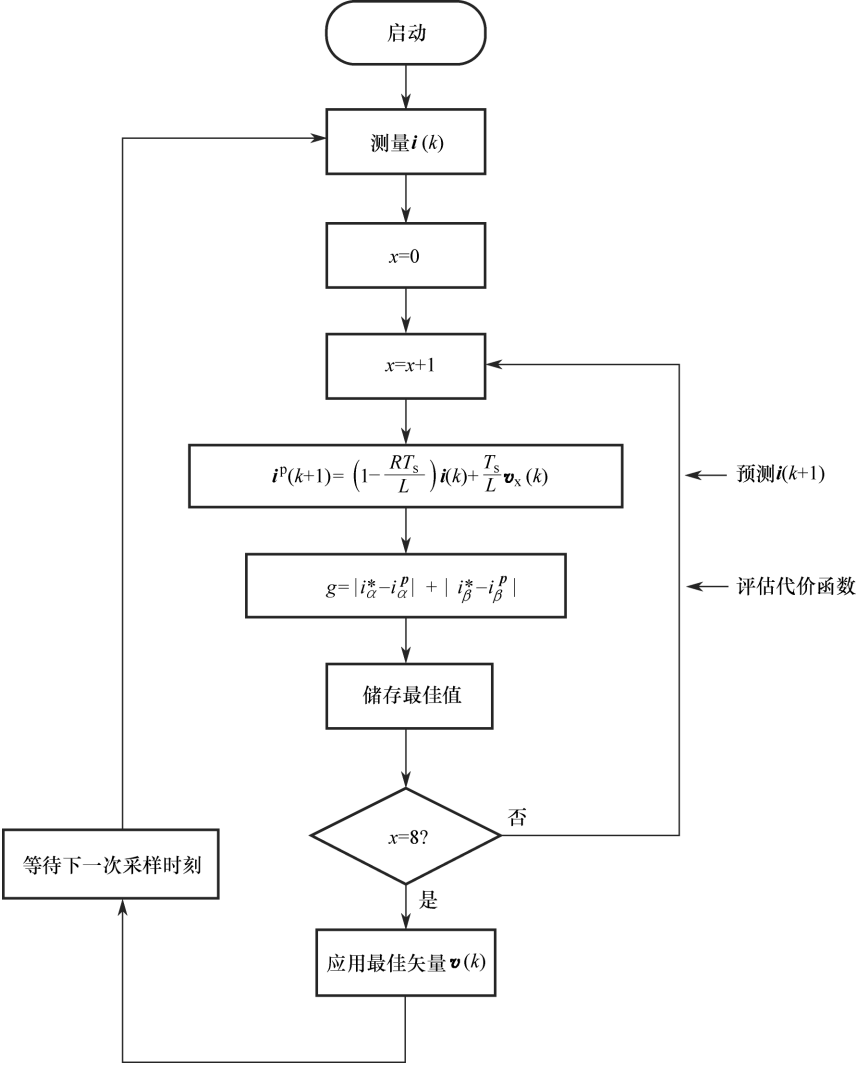 启动
测量i(k)
x=0
x=x+1
i^p(k+1)=(1−RT_s/L)i(k)+T_s/L v_x(k)
预测i(k+1)
g=|i*_α−i^p_α| + | i*_β−i^p_β |
评估代价函数
储存最佳值
x=8?
否
等待下一次采样时刻
是
应用最佳矢量v(k)